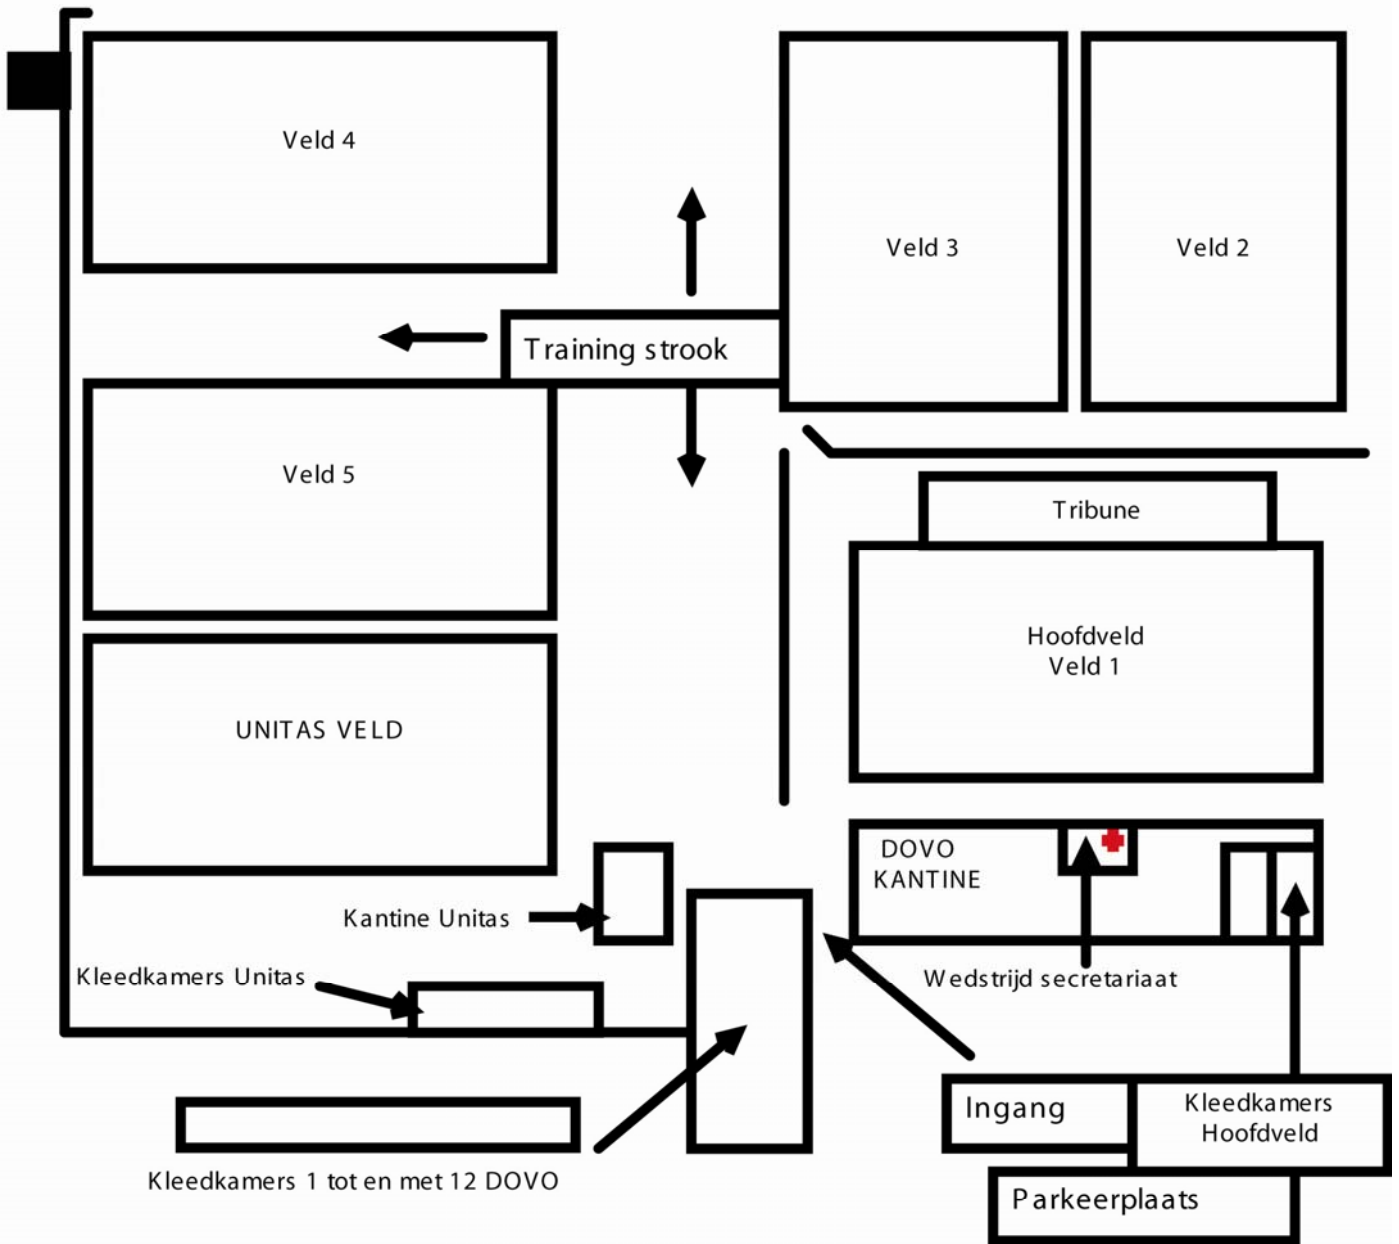 Veld 4
Veld 3
Veld 2
Training strook
Veld 5
Tribune
Hoofdveld
Veld 1
UNITAS VELD
DOVO
KANTINE
Kantine Unitas
Kleedkamers Unitas
Wedstrijd secretariaat
Ingang
Kleedkamers
Hoofdveld
Kleedkamers 1 tot en met 12 DOVO
Parkeerplaats